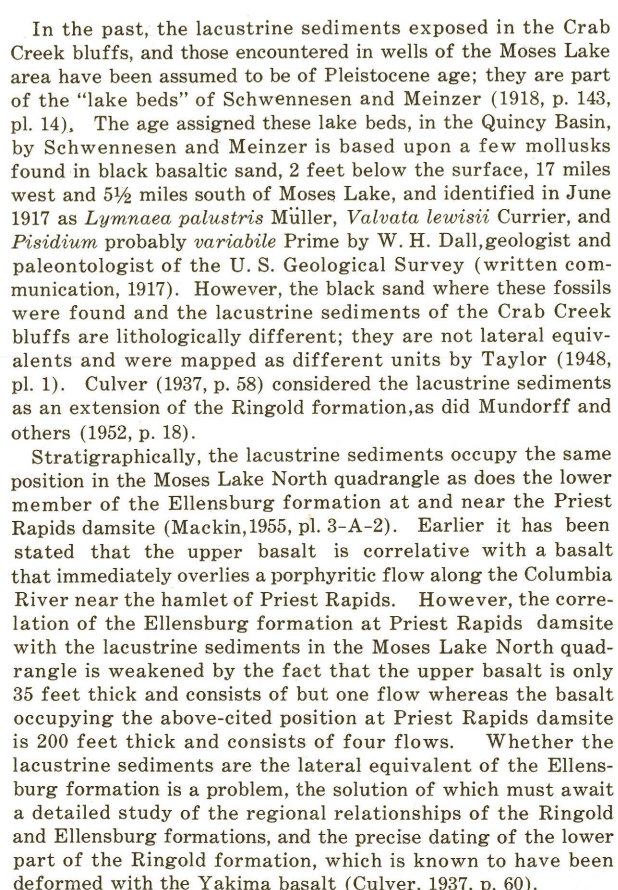 In the past, the lacustrine sediments exposed in the Crab
Creek bluffs, and those encountered in wells of the Moses Lake
area have been assumed to be of Pleistocene age; they are part
of the “lake beds” of Schwennesen and Meinzer (1918, p. 143,
pl. 14). The age assigned these lake beds, in the Quincy Basin,
by Schwennesen and Meinzer is based upon a few mollusks
found in black basaltic sand, 2 feet below the surface, 17 miles
west and 5½ miles south of Moses Lake, and identified in June
1917 as Lymnaea palustris Müller, Valvata lewisii Currier, and
Pisidium probably variabile Prime by W. H. Dall, geologist and
paleontologist of the U. S. Geological Survey (written com-
munication, 1917). However, the black sand where these fossils
were found and the lacustrine sediments of the Crab Creek
bluffs are lithologically different; they are not lateral equiv-
alents and were mapped as different units by Taylor (1948,
pl. 1). Culver (1937, p. 58) considered the lacustrine sediments
as an extension of the Ringold formation, as did Mundorff and
others (1952, p. 18).
Stratigraphically, the lacustrine sediments occupy the same
position in the Moses Lake North quadrangle as does the lower
member of the Ellensburg formation at and near the Priest
Rapids damsite (Mackin, 1955, pl. 3-A-2). Earlier it has been
stated that the upper basalt is correlative with a basalt
that immediately overlies a porphyritic flow along the Columbia
River near the hamlet of Priest Rapids. However, the corre-
lation of the Ellensburg formation at Priest Rapids damsite
with the lacustrine sediments in the Moses Lake North quad-
rangle is weakened by the fact that the upper basalt is only
35 feet thick and consists of but one flow whereas the basalt
occupying the above-cited position at Priest Rapids damsite
is 200 feet thick and consists of four flows. Whether the
lacustrine sediments are the lateral equivalent of the Ellens-
burg formation is a problem, the solution of which must await
a detailed study of the regional relationships of the Ringold
and Ellensburg formations, and the precise dating of the lower
part of the Ringold formation, which is known to have been
deformed with the Yakima basalt (Culver, 1937, p. 60).